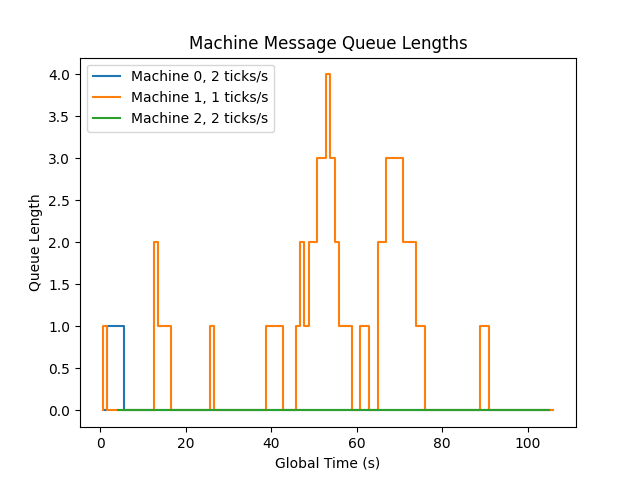 Machine Message Queue Lengths
Machine 0, 2 ticks/s
Machine 1, 1 ticks/s
Machine 2, 2 ticks/s
4.0
3.5
3.0
2.5
2.0
1.5
1.0
0.5
0.0
Queue Length
0 20 40 60 80 100
Global Time (s)